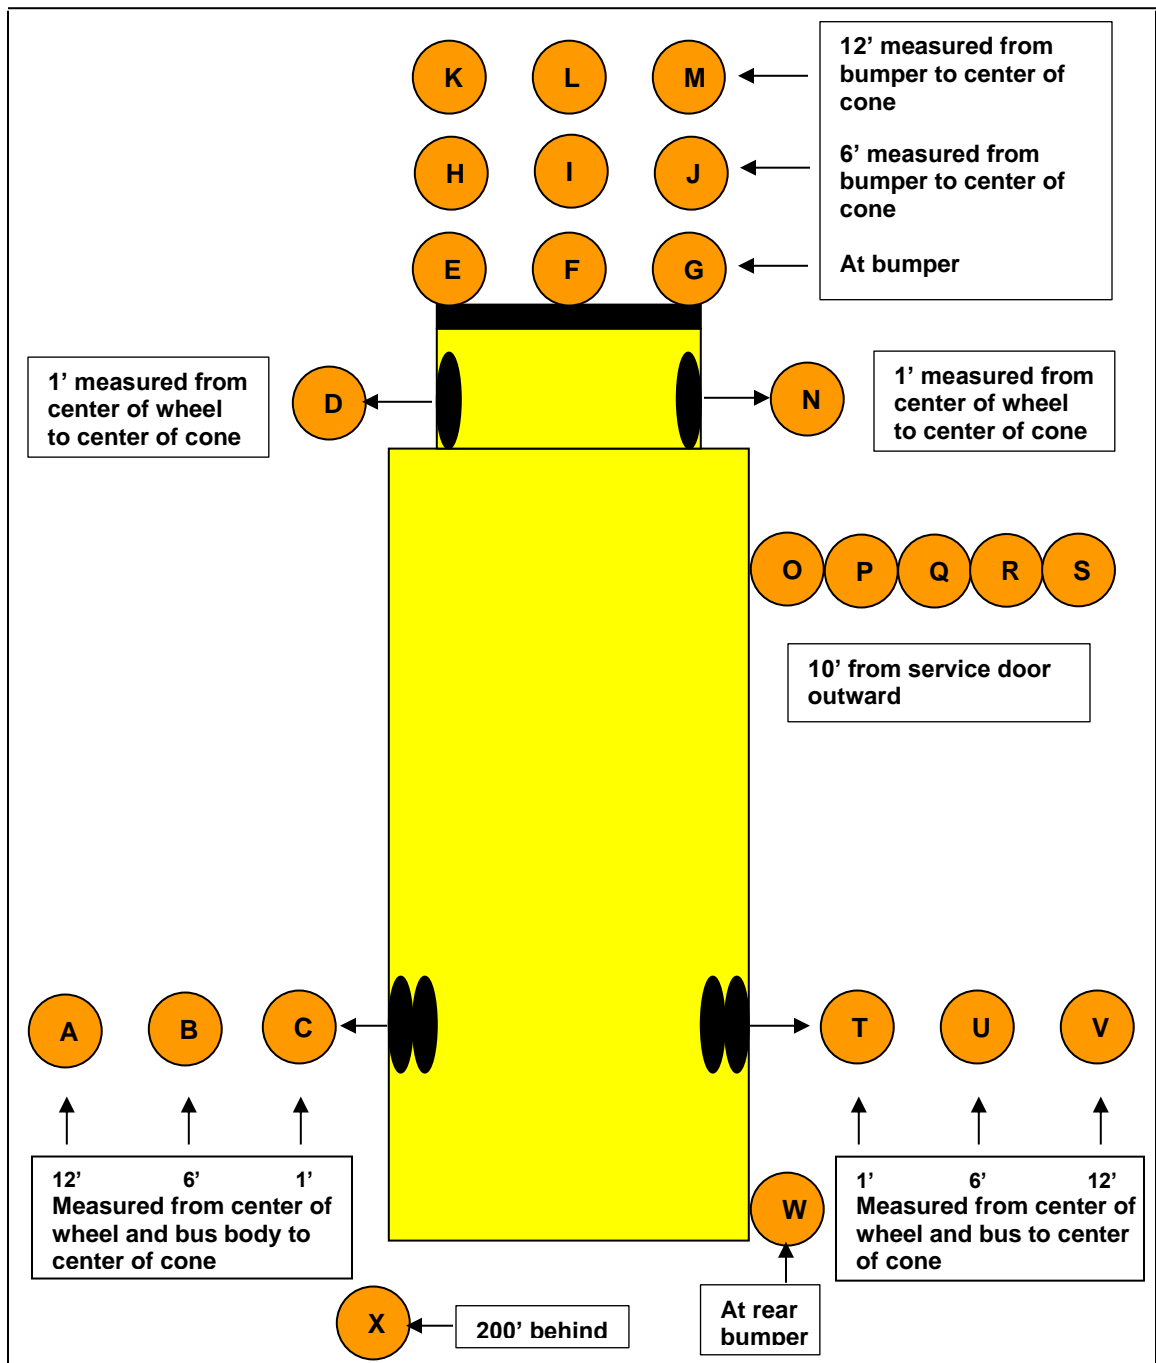 K L M
12’ measured from
bumper to center of
cone
H I J
6’ measured from
bumper to center of
cone
E F G
At bumper
1’ measured from
center of wheel
to center of cone
D
N
1’ measured from
center of wheel
to center of cone
O P Q R S
10’ from service door
outward
A B C
T U V
12’ 6’ 1’
Measured from center of
wheel and bus body to
center of cone
W
1’ 6’ 12’
Measured from center of
wheel and bus to center
of cone
X
200’ behind
At rear
bumper